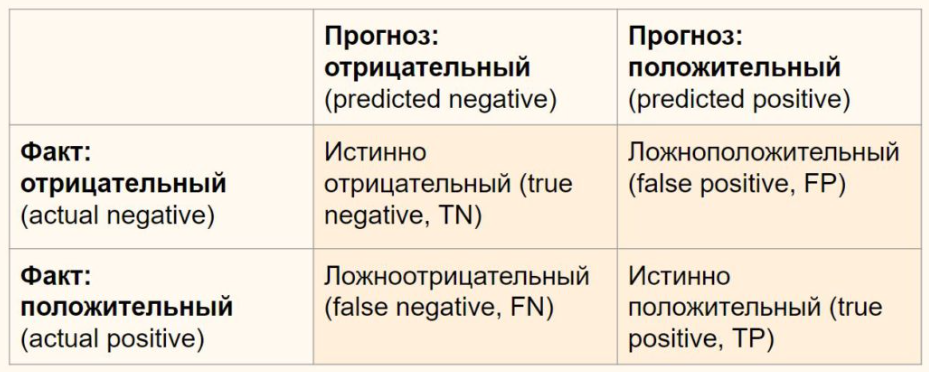 Прогноз:
отрицательный
(predicted negative)
Прогноз:
положительный
(predicted positive)
Факт:
отрицательный
(actual negative)
Истинно
отрицательный (true
negative, TN)
Ложноположительный
(false positive, FP)
Факт:
положительный
(actual positive)
Ложноотрицательный
(false negative, FN)
Истинно
положительный (true
positive, TP)